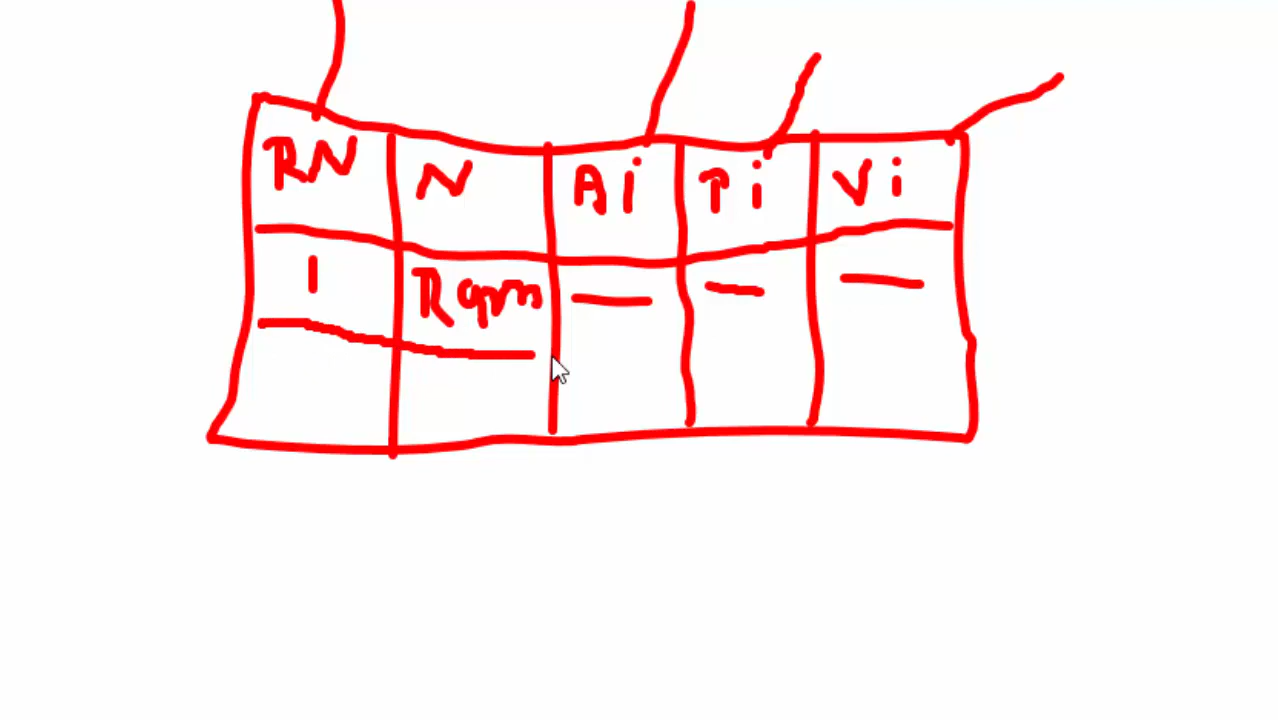 RN N Ai Pi Vi
1 Ram — — —